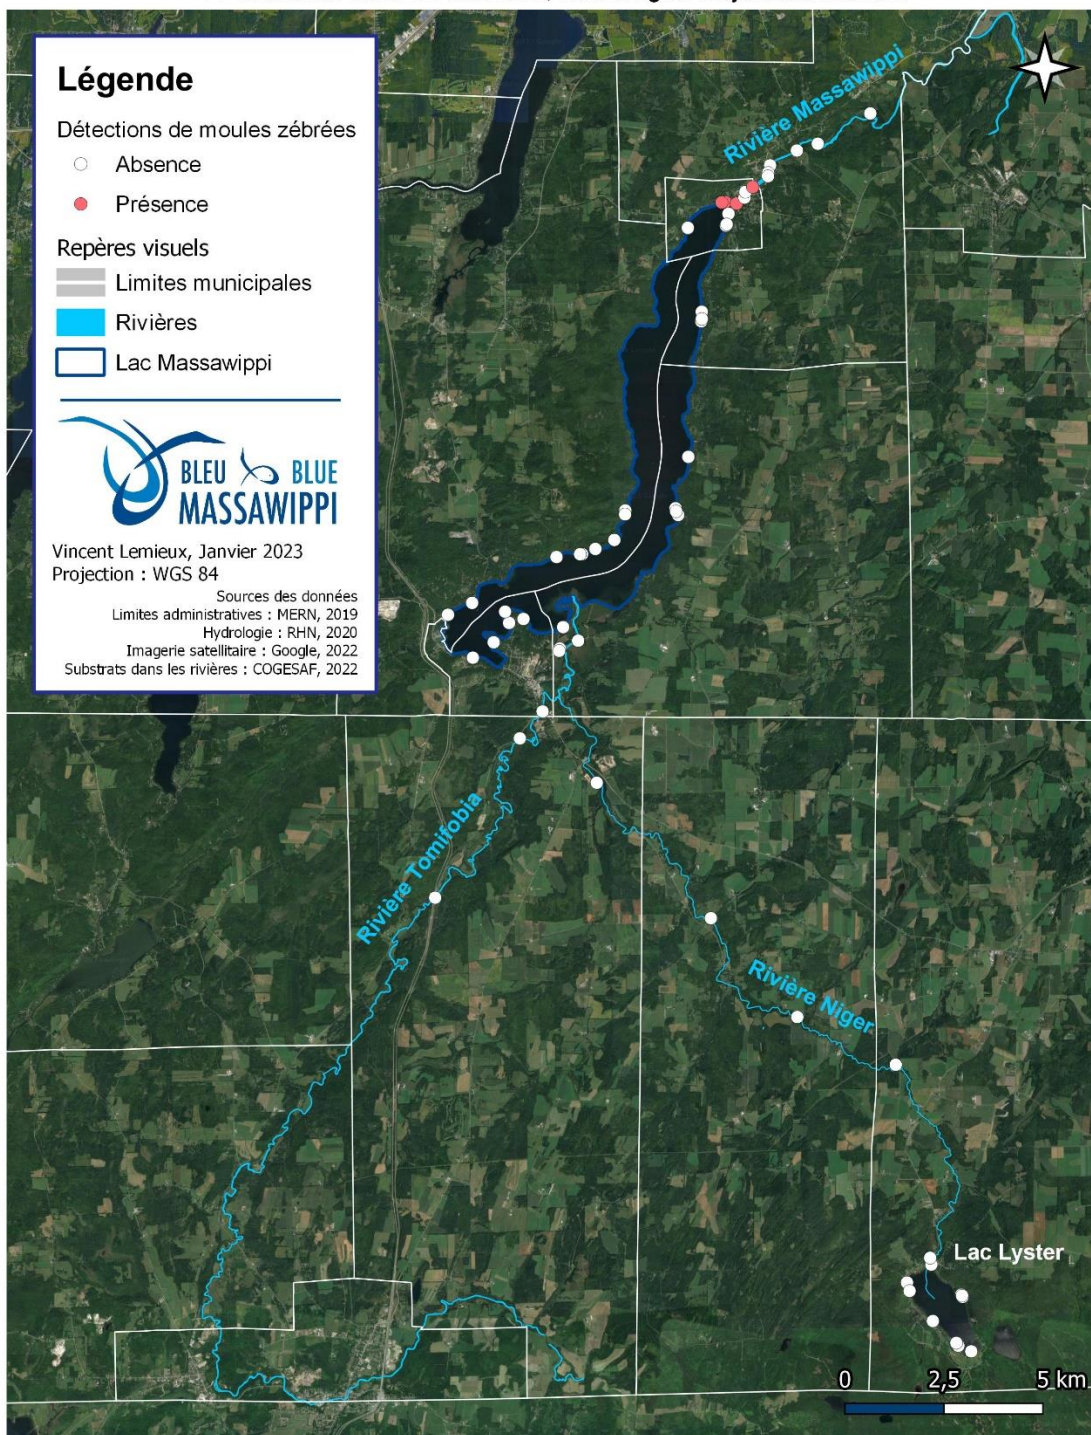 Légende
Détections de moules zébrées
Absence
Présence
Repères visuels
Limites municipales
Rivières
Lac Massawippi
BLEU BLUE
MASSAWIPPI
Vincent Lemieux, Janvier 2023
Projection : WGS 84
Sources des données
Limites administratives : MERN, 2019
Hydrologie : RHN, 2020
Imagerie satellitaire : Google, 2022
Substrats dans les rivières : COGESAF, 2022
Rivière Massawippi
Rivière Tomifobia
Rivière Niger
Lac Lyster
0 2,5 5 km